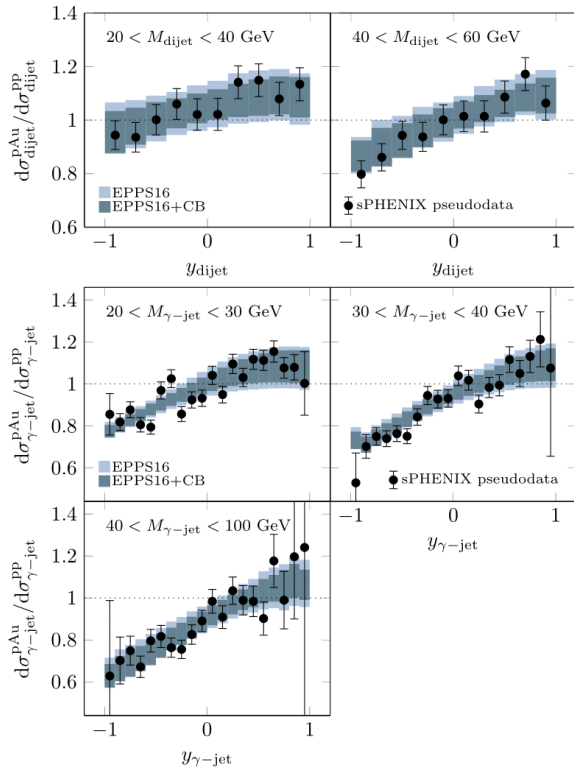 20 < M_dijet < 40 GeV
40 < M_dijet < 60 GeV
dσ^pAu_dijet/dσ^pp_dijet
1.4
1.2
1.0
0.8
0.6
EPPS16
EPPS16+CB
sPHENIX pseudodata
−1 0 1
−1 0 1
y_dijet
y_dijet
20 < M_γ−jet < 30 GeV
30 < M_γ−jet < 40 GeV
dσ^pAu_γ−jet/dσ^pp_γ−jet
1.4
1.2
1.0
0.8
0.6
EPPS16
EPPS16+CB
sPHENIX pseudodata
−1 0 1
y_γ−jet
40 < M_γ−jet < 100 GeV
dσ^pAu_γ−jet/dσ^pp_γ−jet
1.4
1.2
1.0
0.8
0.6
−1 0 1
y_γ−jet